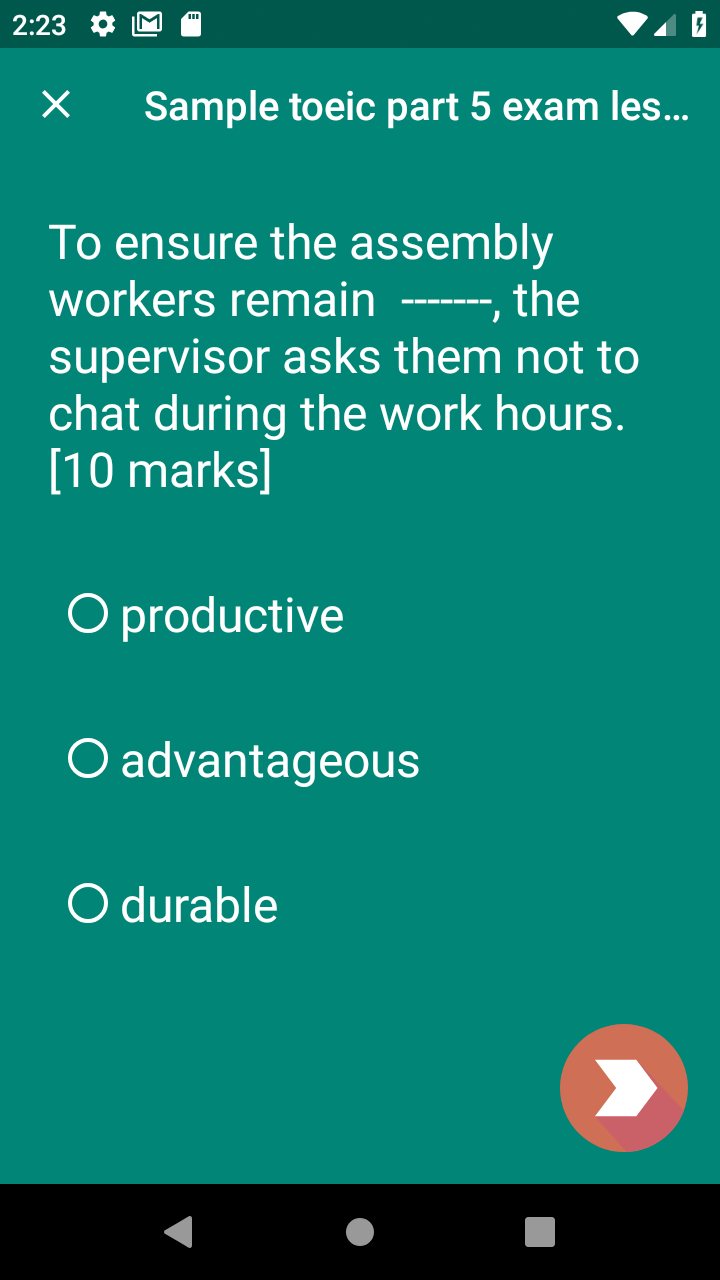 2:23
Sample toeic part 5 exam les...
To ensure the assembly
workers remain  -------, the
supervisor asks them not to
chat during the work hours.
[10 marks]
productive
advantageous
durable